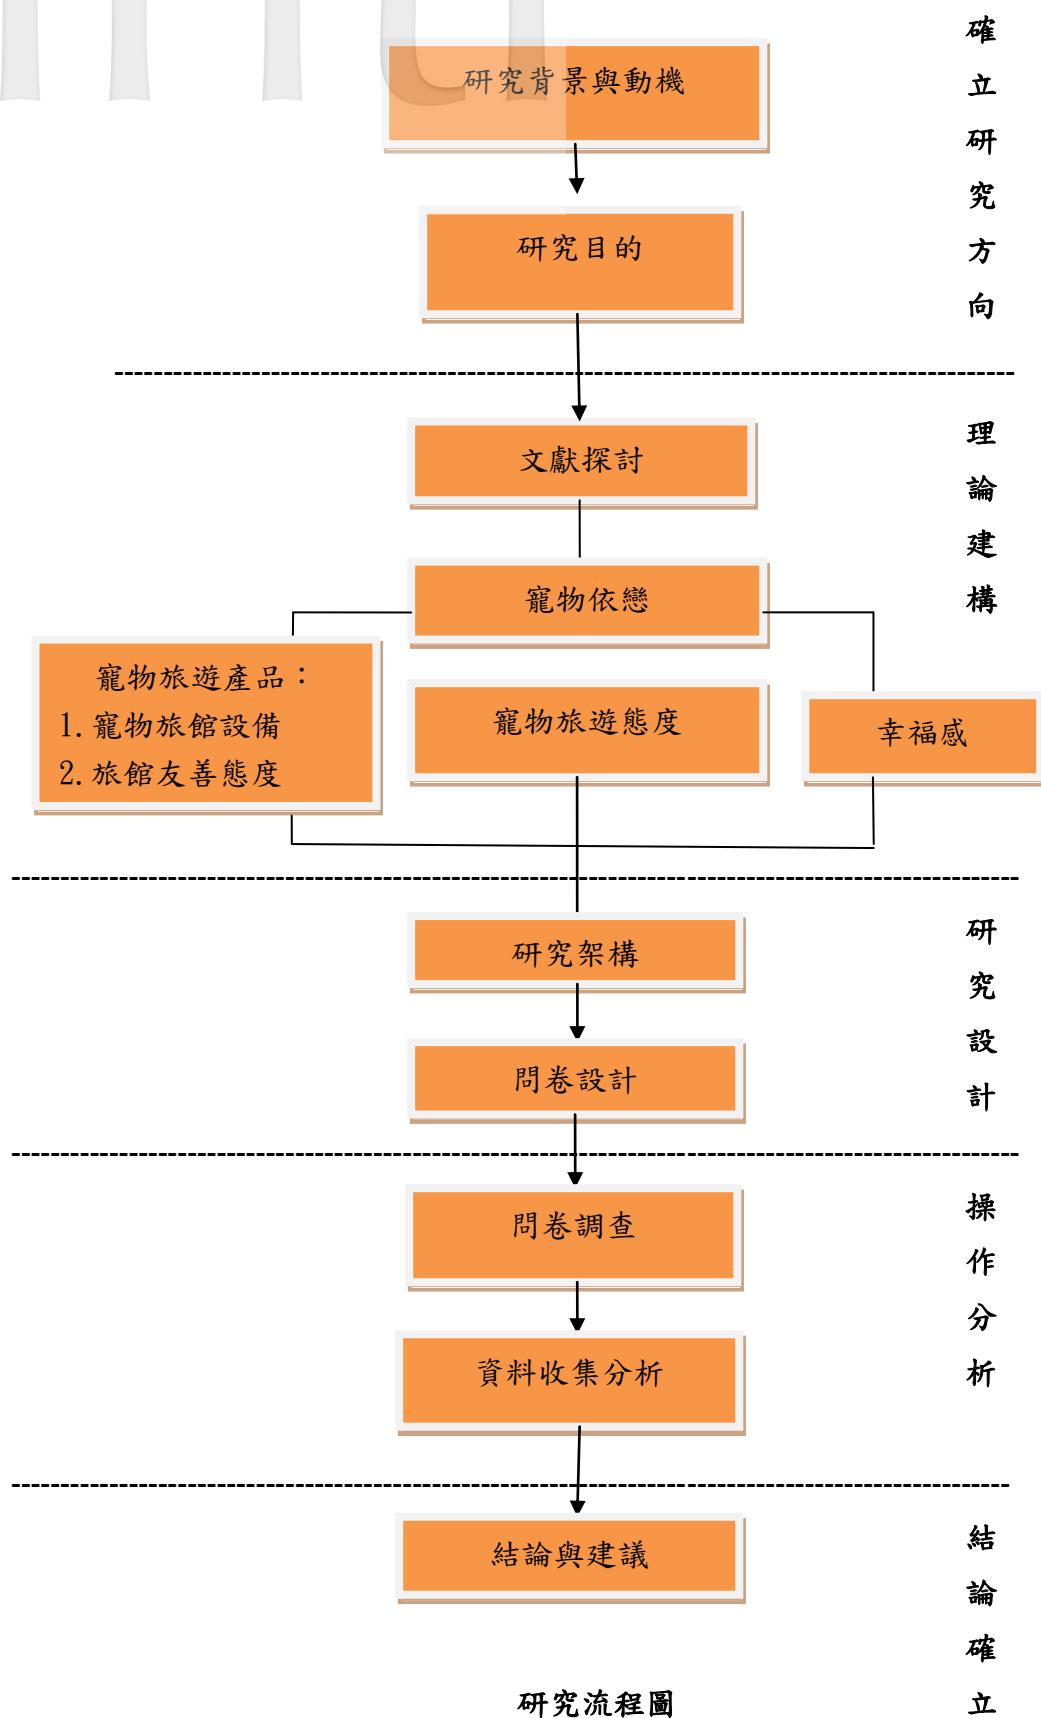 研究背景與動機
研究目的
確立研究方向
文獻探討
寵物依戀
寵物旅遊產品：
1.寵物旅館設備
2.旅館友善態度
寵物旅遊態度
幸福感
理論建構
研究架構
問卷設計
研究設計
問卷調查
資料收集分析
操作分析
結論與建議
結論確立
研究流程圖